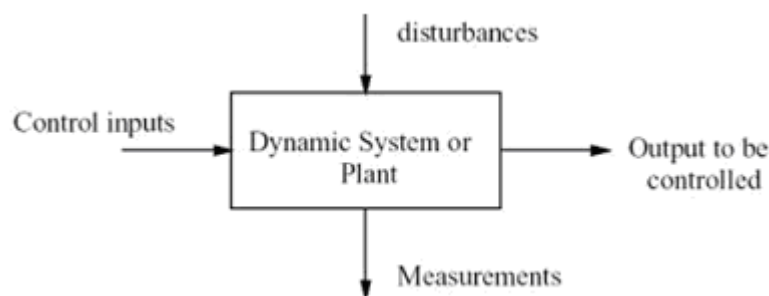 disturbances
Control inputs
Dynamic System or
Plant
Output to be
controlled
Measurements